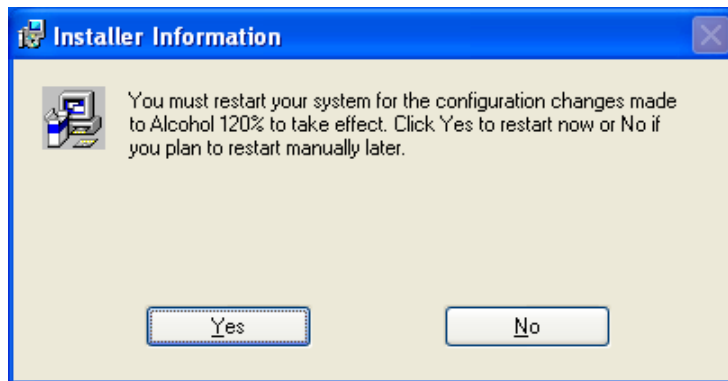 Installer Information
You must restart your system for the configuration changes made
to Alcohol 120% to take effect. Click Yes to restart now or No if
you plan to restart manually later.
Yes
No